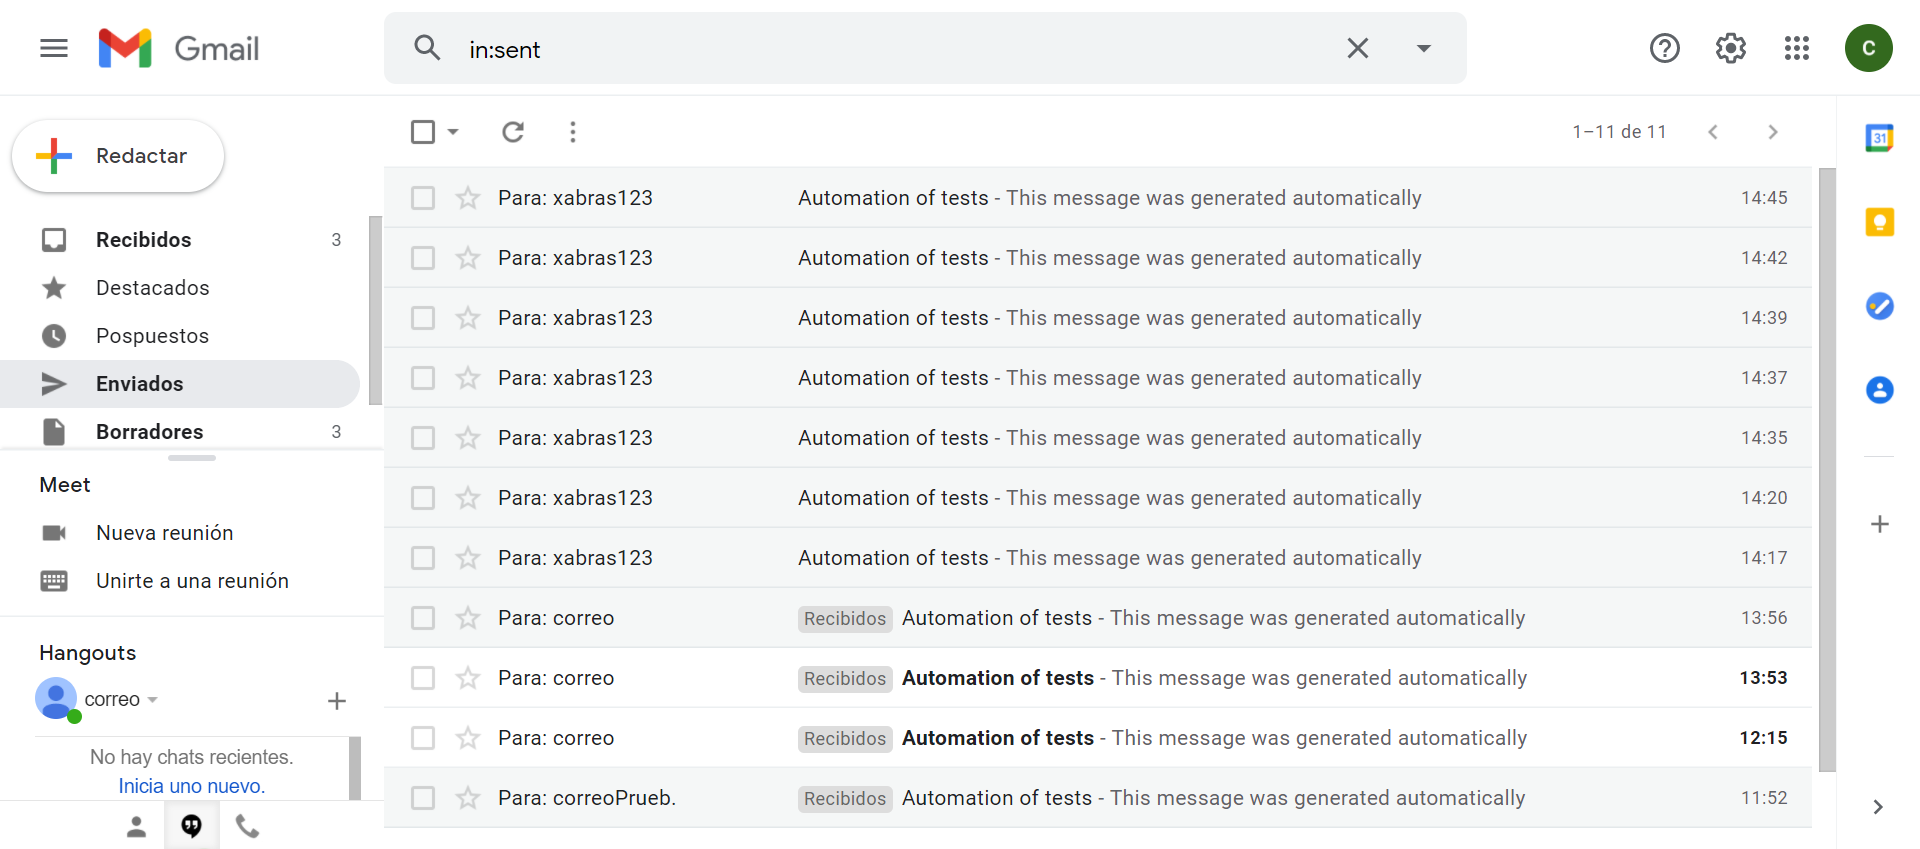 Gmail
in:sent
C
Redactar
1–11 de 11
31
Recibidos 3
Destacados
Pospuestos
Enviados
Borradores 3
Meet
Nueva reunión
Unirte a una reunión
Hangouts
correo
No hay chats recientes.
Inicia uno nuevo.
Para: xabras123 Automation of tests - This message was generated automatically 14:45
Para: xabras123 Automation of tests - This message was generated automatically 14:42
Para: xabras123 Automation of tests - This message was generated automatically 14:39
Para: xabras123 Automation of tests - This message was generated automatically 14:37
Para: xabras123 Automation of tests - This message was generated automatically 14:35
Para: xabras123 Automation of tests - This message was generated automatically 14:20
Para: xabras123 Automation of tests - This message was generated automatically 14:17
Para: correo Recibidos Automation of tests - This message was generated automatically 13:56
Para: correo Recibidos Automation of tests - This message was generated automatically 13:53
Para: correo Recibidos Automation of tests - This message was generated automatically 12:15
Para: correoPrueb. Recibidos Automation of tests - This message was generated automatically 11:52